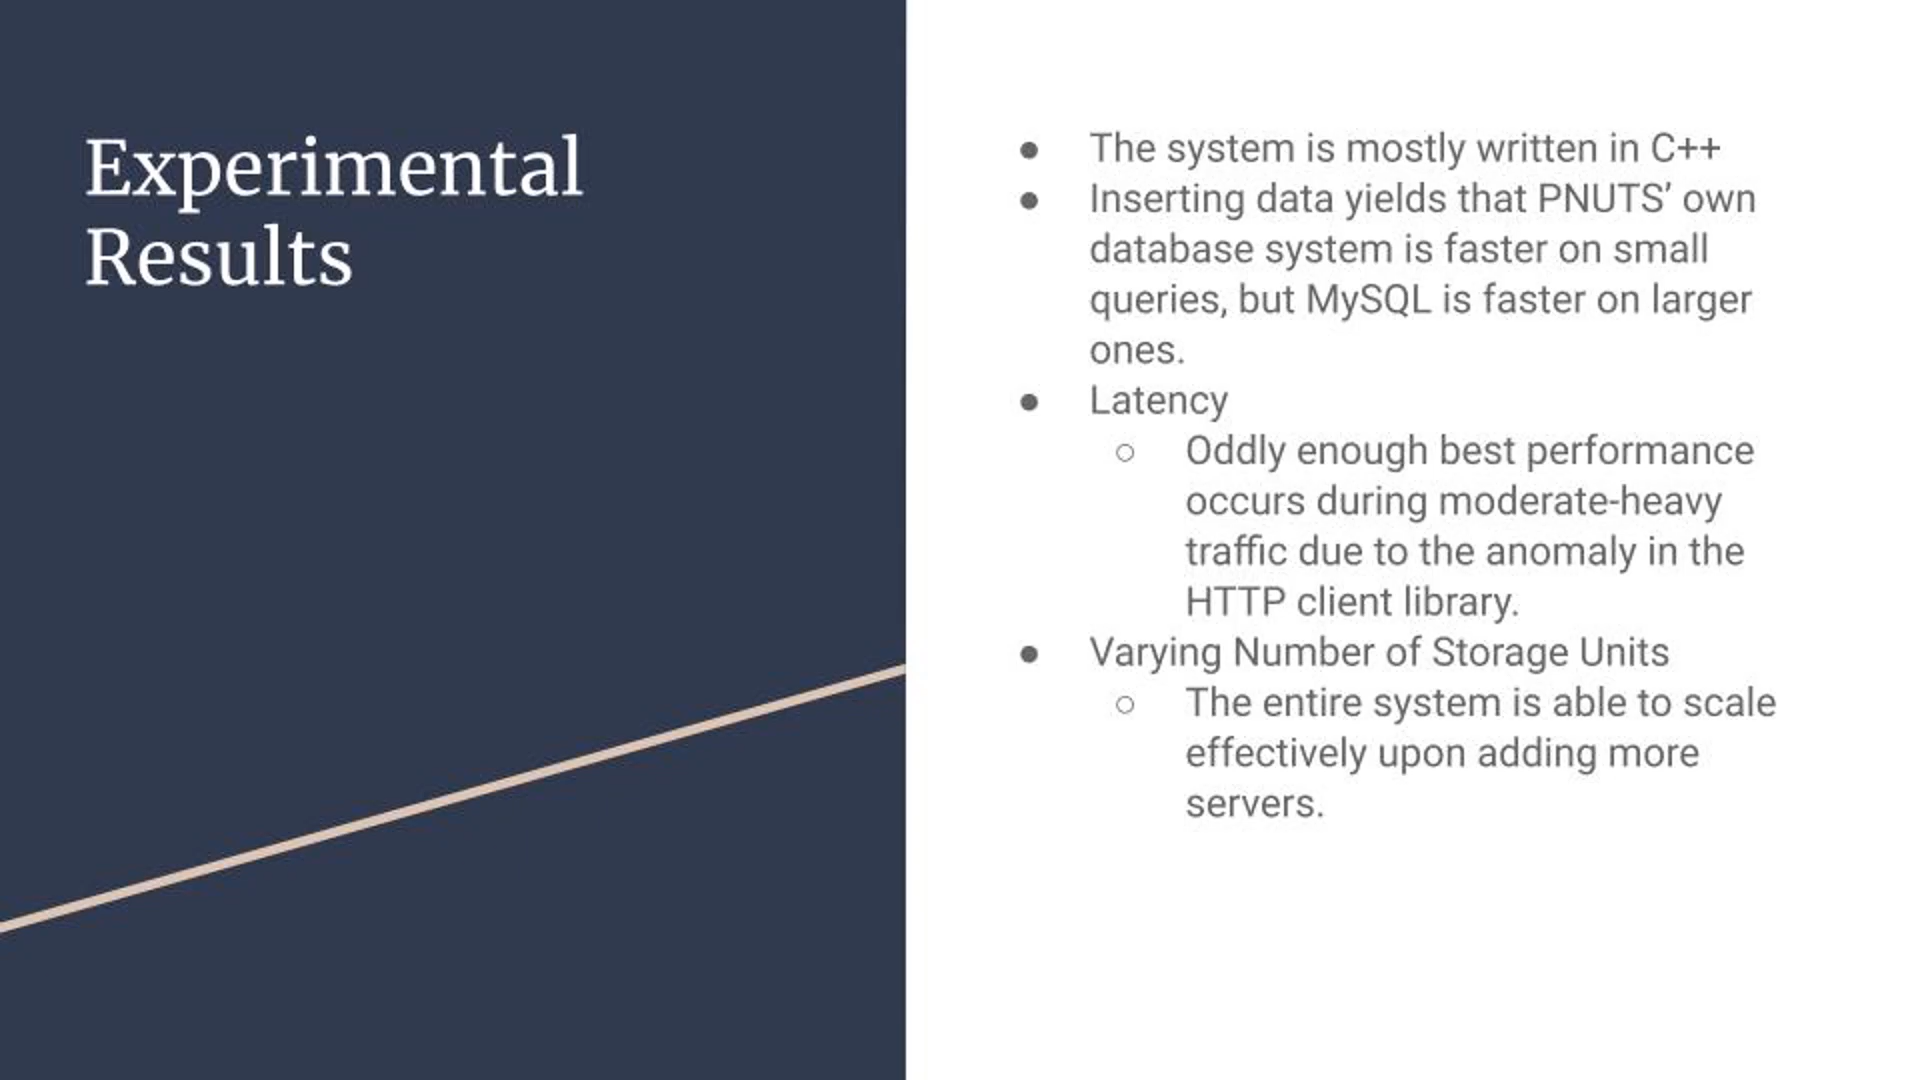 Experimental
Results
● The system is mostly written in C++
● Inserting data yields that PNUTS’ own
database system is faster on small
queries, but MySQL is faster on larger
ones.
● Latency
○ Oddly enough best performance
occurs during moderate-heavy
traffic due to the anomaly in the
HTTP client library.
● Varying Number of Storage Units
○ The entire system is able to scale
effectively upon adding more
servers.